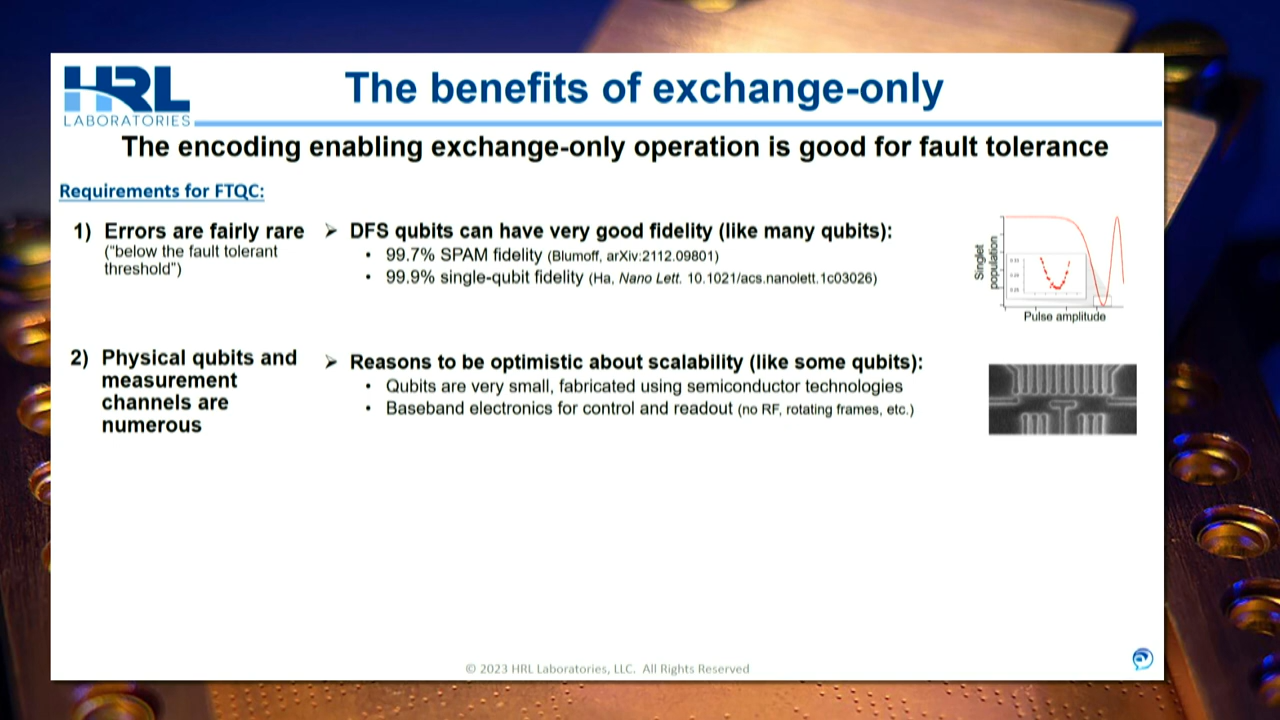 HRL
LABORATORIES
The benefits of exchange-only
The encoding enabling exchange-only operation is good for fault tolerance
Requirements for FTQC:
1) Errors are fairly rare
("below the fault tolerant
threshold")
➢ DFS qubits can have very good fidelity (like many qubits):
• 99.7% SPAM fidelity (Blumoff, arXiv:2112.09801)
• 99.9% single-qubit fidelity (Ha, Nano Lett. 10.1021/acs.nanolett.1c03026)
Singlet
population
Pulse amplitude
2) Physical qubits and
measurement
channels are
numerous
➢ Reasons to be optimistic about scalability (like some qubits):
• Qubits are very small, fabricated using semiconductor technologies
• Baseband electronics for control and readout (no RF, rotating frames, etc.)
© 2023 HRL Laboratories, LLC. All Rights Reserved